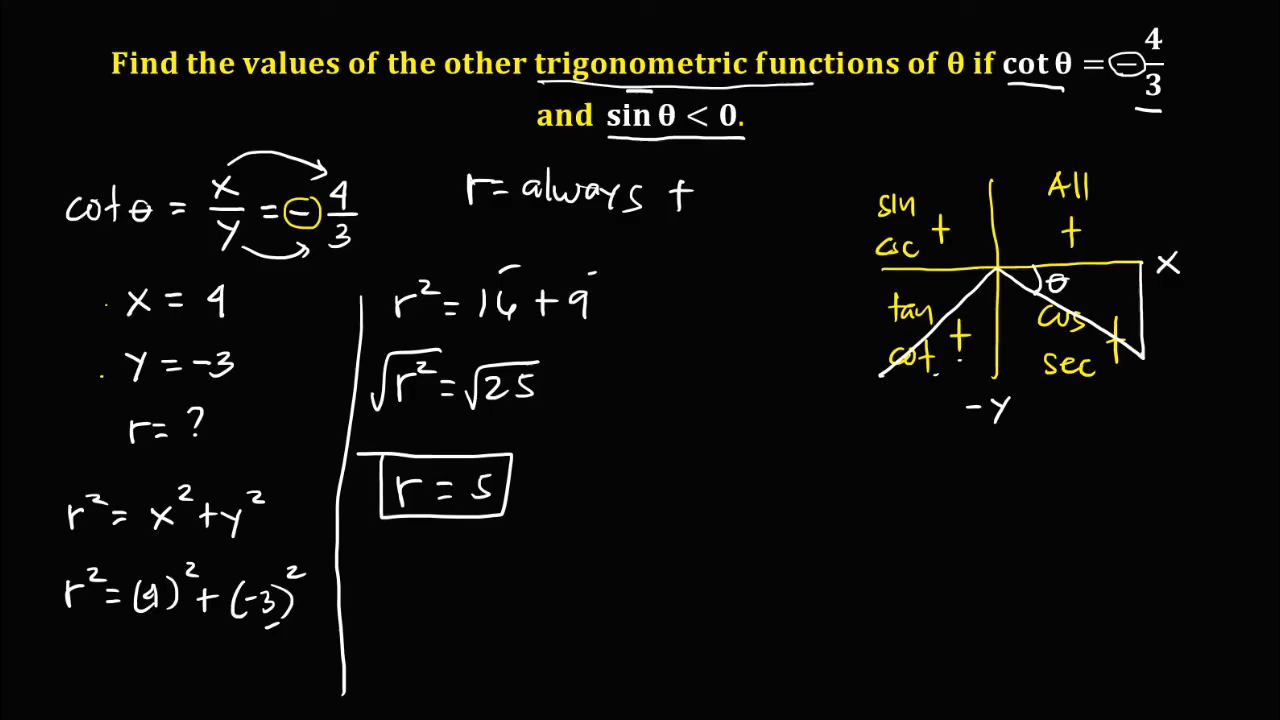 Find the values of the other trigonometric functions of θ if cot θ = − 4/3
and sin θ < 0.
cot θ = x/y = − 4/3
x = 4
y = -3
r = ?
r² = x² + y²
r² = (4)² + (-3)²
r = always +
r² = 16 + 9
√r² = √25
r = 5
sin
csc +
All
+
x
θ
tan
cot +
cos
sec +
-y